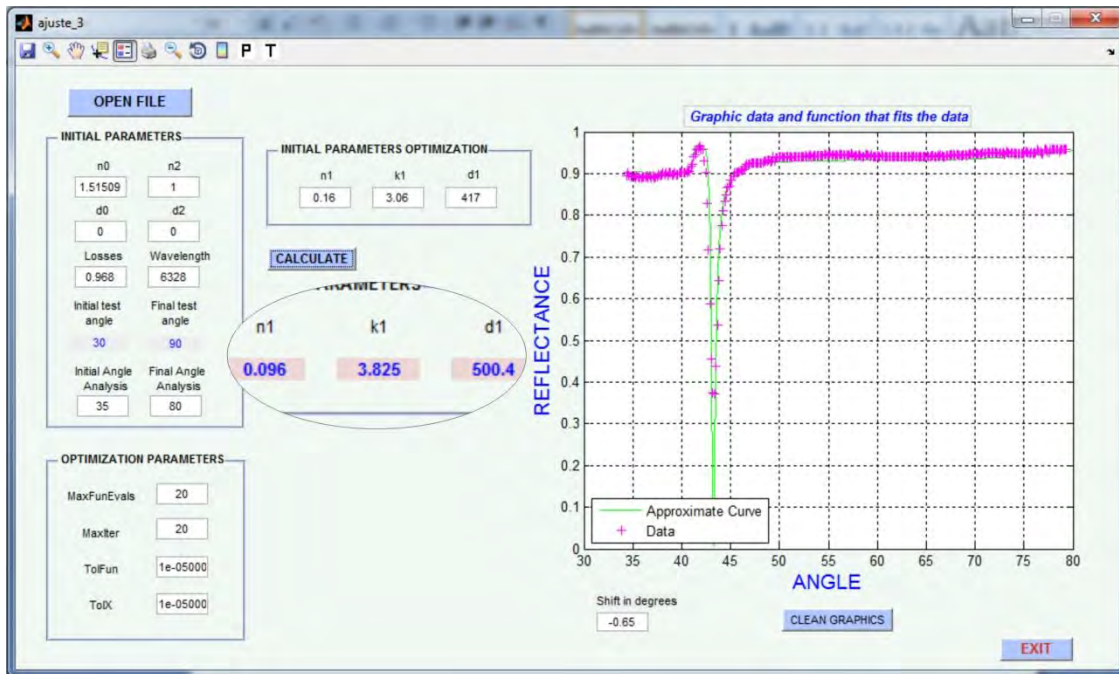 ajuste_3
P T
OPEN FILE
INITIAL PARAMETERS
n0 n2
1.51509 1
d0 d2
0 0
Losses Wavelength
0.968 6328
Initial test angle Final test angle
30 90
Initial Angle Analysis Final Angle Analysis
35 80
OPTIMIZATION PARAMETERS
MaxFunEvals 20
MaxIter 20
TolFun 1e-05000
TolX 1e-05000
INITIAL PARAMETERS OPTIMIZATION
n1 k1 d1
0.16 3.06 417
CALCULATE
PARAMETERS
n1 k1 d1
0.096 3.825 500.4
Graphic data and function that fits the data
REFLECTANCE
1
0.9
0.8
0.7
0.6
0.5
0.4
0.3
0.2
0.1
0
Approximate Curve
Data
30 35 40 45 50 55 60 65 70 75 80
ANGLE
Shift in degrees
-0.65
CLEAN GRAPHICS
EXIT